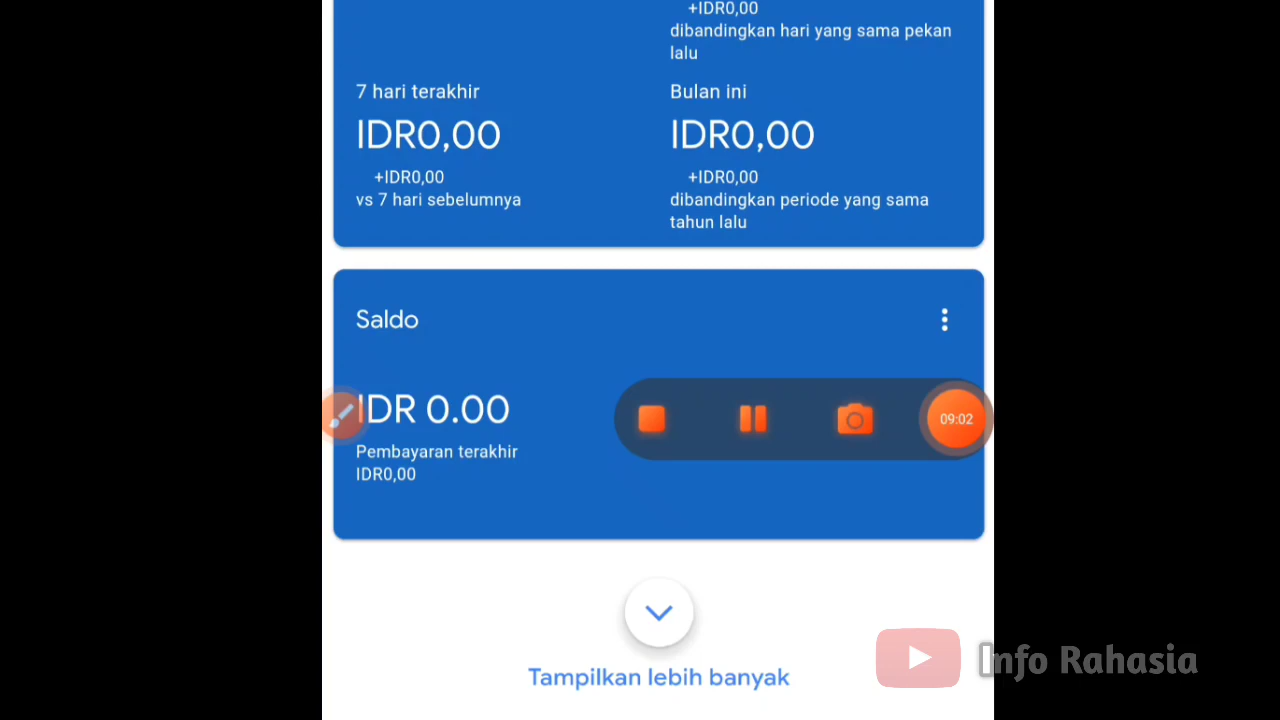 +IDR0,00
dibandingkan hari yang sama pekan
lalu
7 hari terakhir
IDR0,00
+IDR0,00
vs 7 hari sebelumnya
Bulan ini
IDR0,00
+IDR0,00
dibandingkan periode yang sama
tahun lalu
Saldo
IDR 0.00
Pembayaran terakhir
IDR0,00
09:02
Tampilkan lebih banyak
Info Rahasia